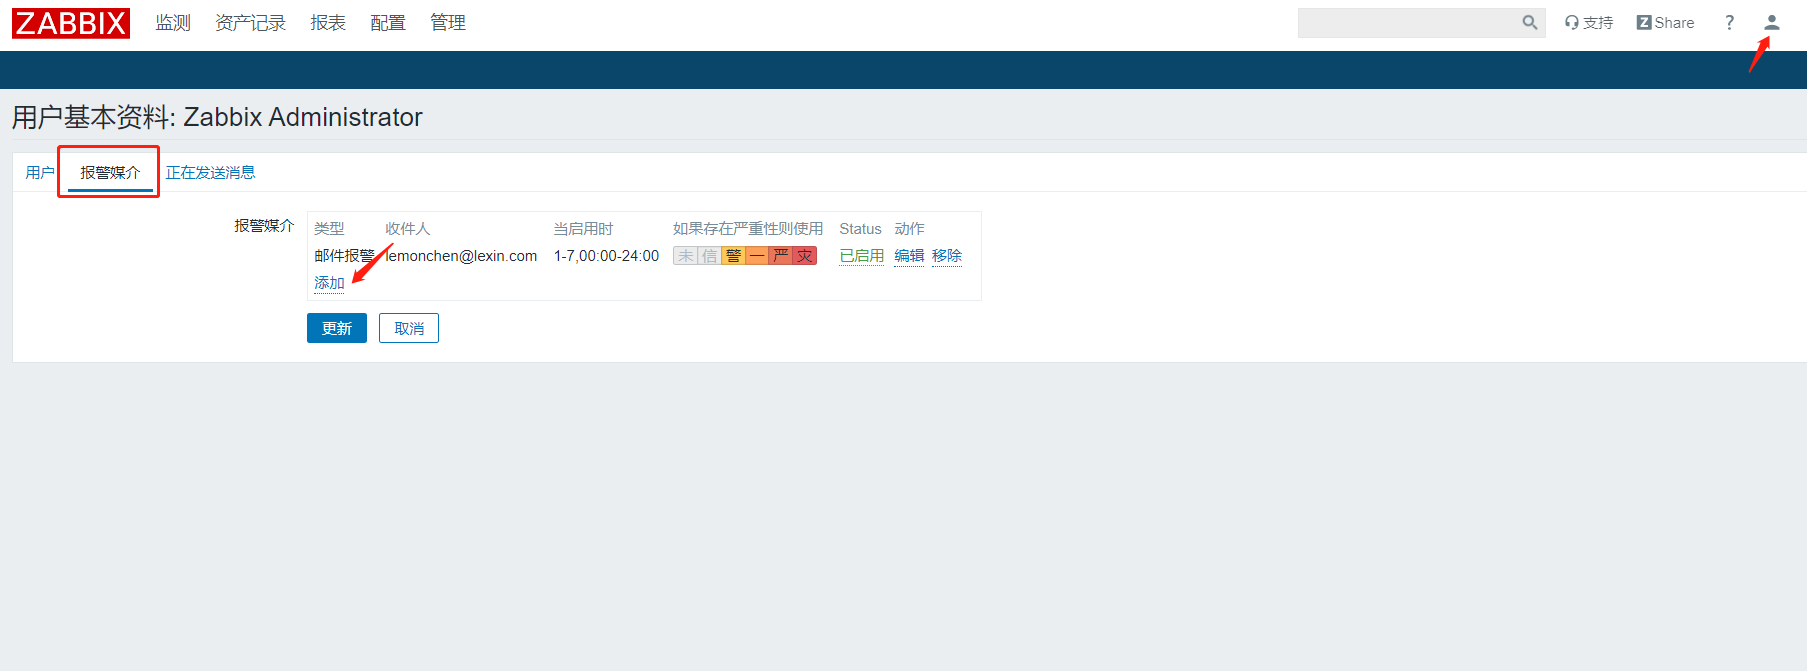 ZABBIX 监测 资产记录 报表 配置 管理 支持 Z Share ?
用户基本资料: Zabbix Administrator
用户 报警媒介 正在发送消息
报警媒介 类型 收件人 当启用时 如果存在严重性则使用 Status 动作
邮件报警 lemonchen@lexin.com 1-7,00:00-24:00 未 信 警 一 严 灾 已启用 编辑 移除
添加
更新 取消